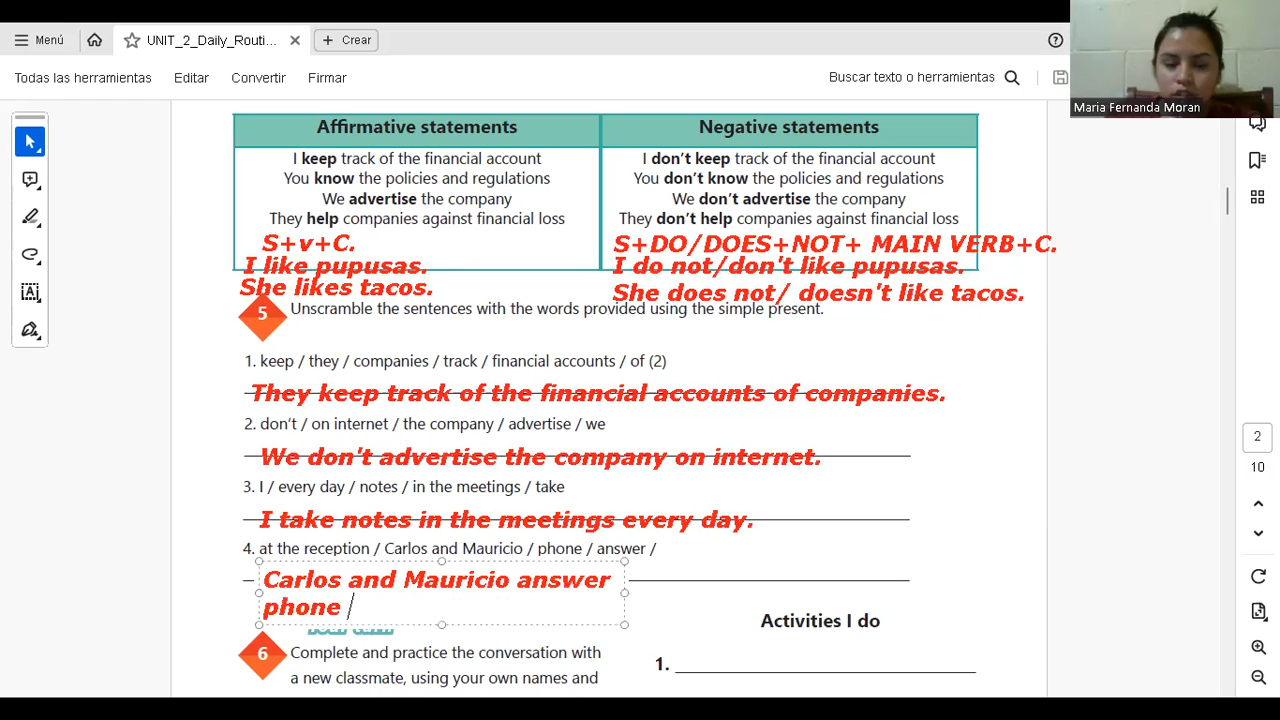 Menú
UNIT_2_Daily_Routi...
Crear
Todas las herramientas
Editar
Convertir
Firmar
Buscar texto o herramientas
Maria Fernanda Moran
Affirmative statements
I keep track of the financial account
You know the policies and regulations
We advertise the company
They help companies against financial loss
S+v+C.
I like pupusas.
She likes tacos.
Negative statements
I don't keep track of the financial account
You don't know the policies and regulations
We don't advertise the company
They don't help companies against financial loss
S+DO/DOES+NOT+ MAIN VERB+C.
I do not/don't like pupusas.
She does not/ doesn't like tacos.
5 Unscramble the sentences with the words provided using the simple present.
1. keep / they / companies / track / financial accounts / of (2)
They keep track of the financial accounts of companies.
2. don't / on internet / the company / advertise / we
We don't advertise the company on internet.
3. I / every day / notes / in the meetings / take
I take notes in the meetings every day.
4. at the reception / Carlos and Mauricio / phone / answer /
Carlos and Mauricio answer
phone
6 Complete and practice the conversation with
a new classmate, using your own names and
Activities I do
1.
2
10